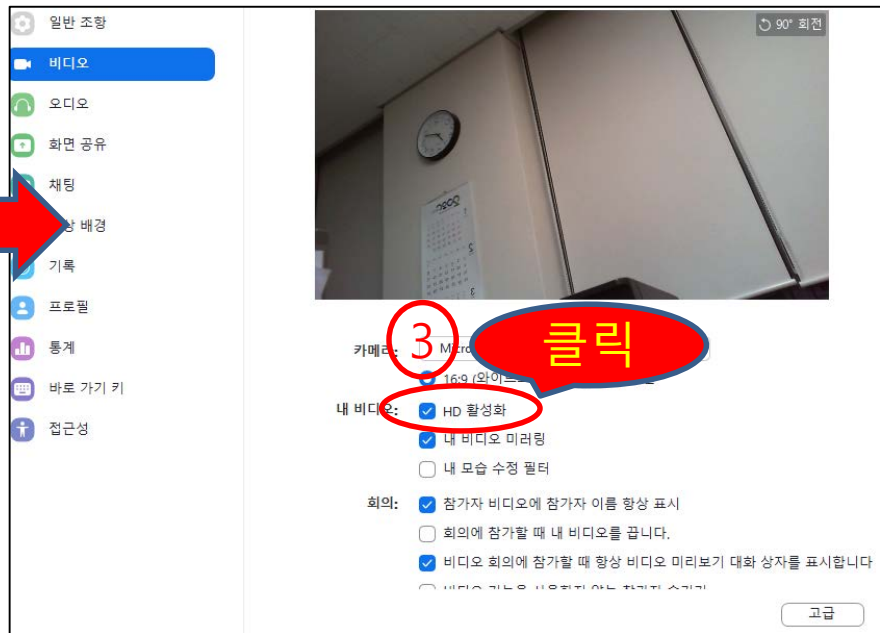 일반 조항
90° 회전
비디오
오디오
화면 공유
채팅
배경
기록
프로필
통계
바로 가기 키
접근성
카메라:
3
클릭
16:9
내 비디오:
HD 활성화
내 비디오 미러링
내 모습 수정 필터
회의:
참가자 비디오에 참가자 이름 항상 표시
회의에 참가할 때 내 비디오를 끕니다.
비디오 회의에 참가할 때 항상 비디오 미리보기 대화 상자를 표시합니다
고급